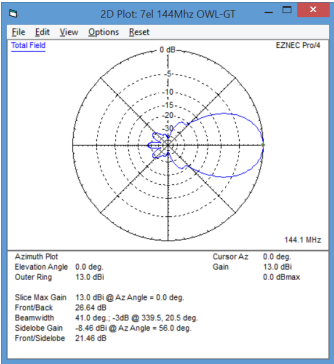 2D Plot: 7el 144Mhz OWL-GT
File Edit View Options Reset
Total Field
EZNEC Pro/4
0 dB
-5
-10
-15
-20
-30
144.1 MHz
Azimuth Plot
Elevation Angle 0.0 deg.
Outer Ring 13.0 dBi
Cursor Az 0.0 deg.
Gain 13.0 dBi
0.0 dBmax
Slice Max Gain 13.0 dBi @ Az Angle = 0.0 deg.
Front/Back 26.64 dB
Beamwidth 41.0 deg.; -3dB @ 339.5, 20.5 deg.
Sidelobe Gain -8.46 dBi @ Az Angle = 56.0 deg.
Front/Sidelobe 21.46 dB